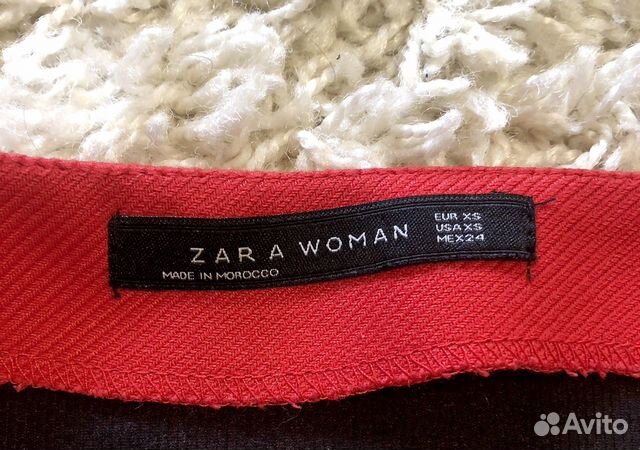 ZARA WOMAN
MADE IN MOROCCO
EUR XS
USA XS
MEX 24
Avito